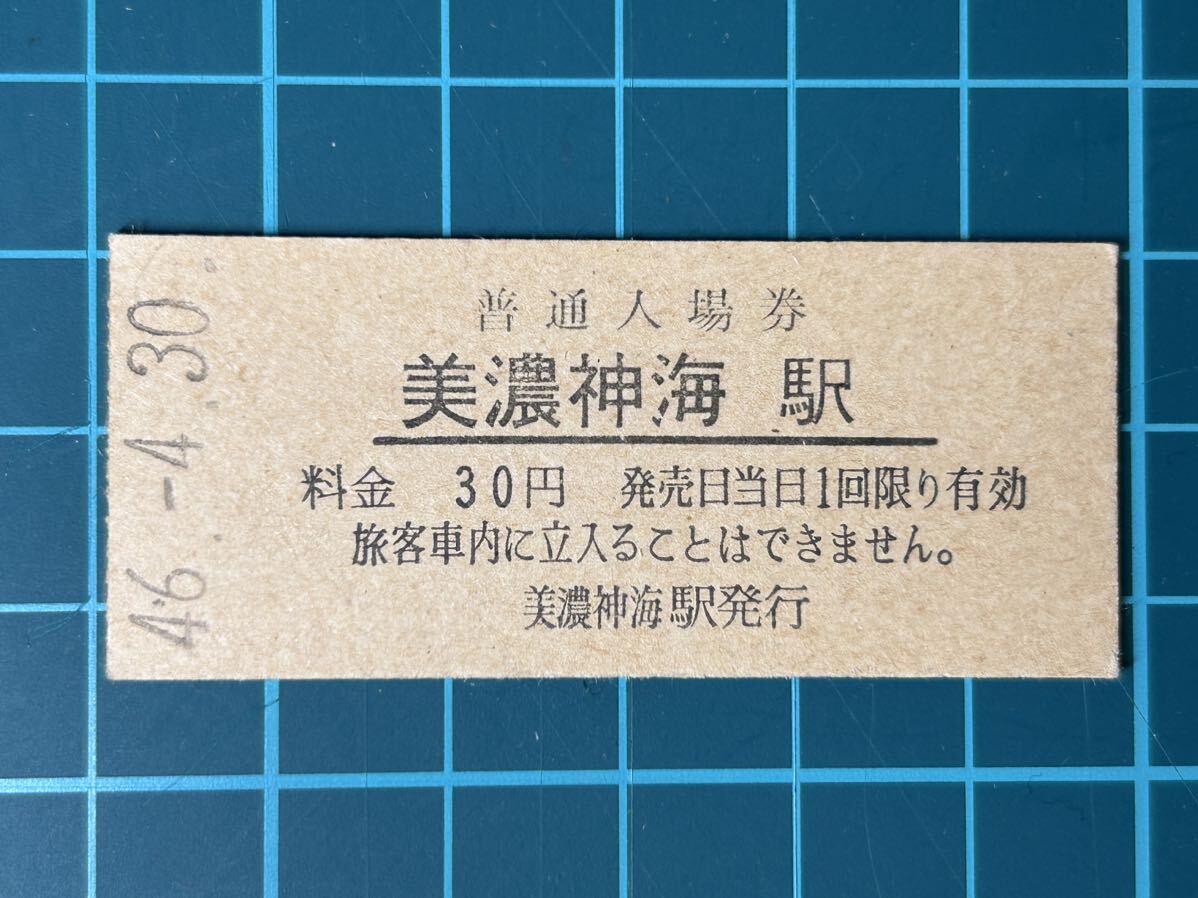 普通入場券
美濃神海 駅
料金 30円 発売日当日1回限り有効
旅客車内に立入ることはできません。
美濃神海駅発行
46.-4.30